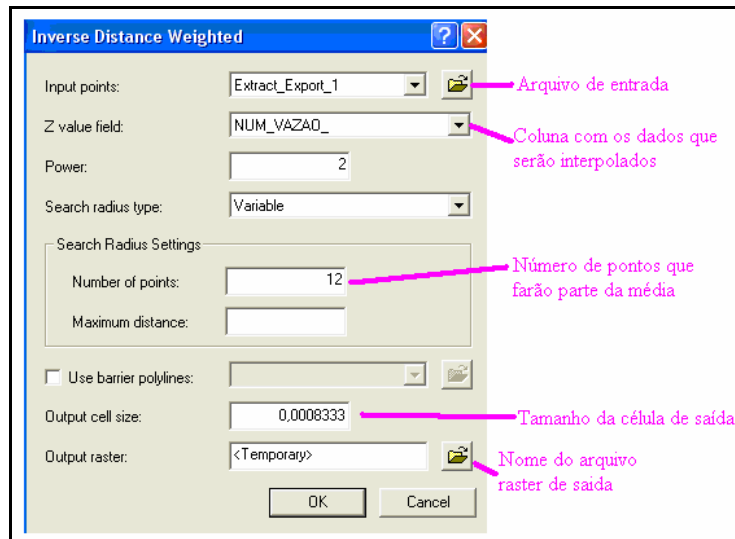 Inverse Distance Weighted
Input points: Extract_Export_1
Arquivo de entrada
Z value field: NUM_VAZAO_
Coluna com os dados que
serão interpolados
Power: 2
Search radius type: Variable
Search Radius Settings
Number of points: 12
Número de pontos que
farão parte da média
Maximum distance:
Use barrier polylines:
Output cell size: 0,0008333
Tamanho da célula de saída
Output raster: <Temporary>
Nome do arquivo
raster de saida
OK Cancel